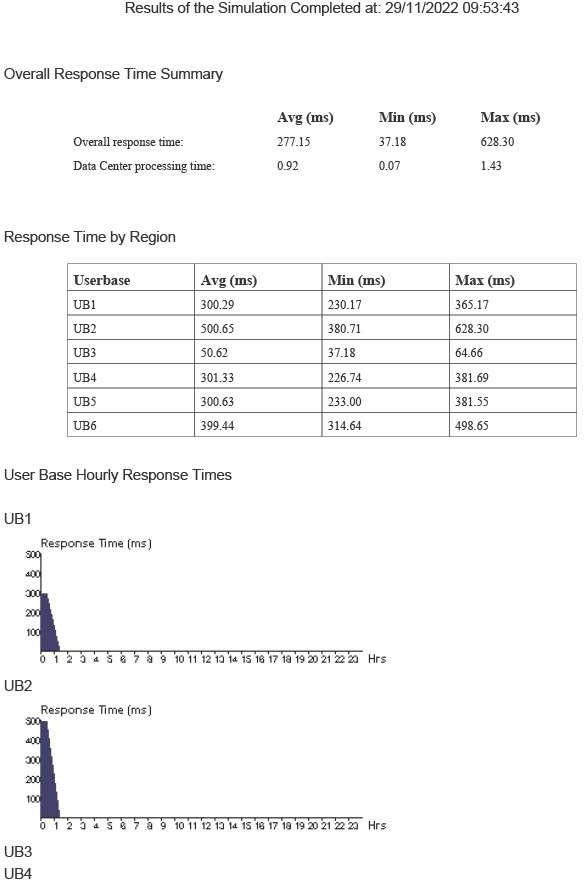 Results of the Simulation Completed at: 29/11/2022 09:53:43
Overall Response Time Summary
Avg (ms) Min (ms) Max (ms)
Overall response time: 277.15 37.18 628.30
Data Center processing time: 0.92 0.07 1.43
Response Time by Region
Userbase Avg (ms) Min (ms) Max (ms)
UB1 300.29 230.17 365.17
UB2 500.65 380.71 628.30
UB3 50.62 37.18 64.66
UB4 301.33 226.74 381.69
UB5 300.63 233.00 381.55
UB6 399.44 314.64 498.65
User Base Hourly Response Times
UB1
Response Time (ms)
500
400
300
200
100
0 1 2 3 4 5 6 7 8 9 10 11 12 13 14 15 16 17 18 19 20 21 22 23 Hrs
UB2
Response Time (ms)
500
400
300
200
100
0 1 2 3 4 5 6 7 8 9 10 11 12 13 14 15 16 17 18 19 20 21 22 23 Hrs
UB3
UB4